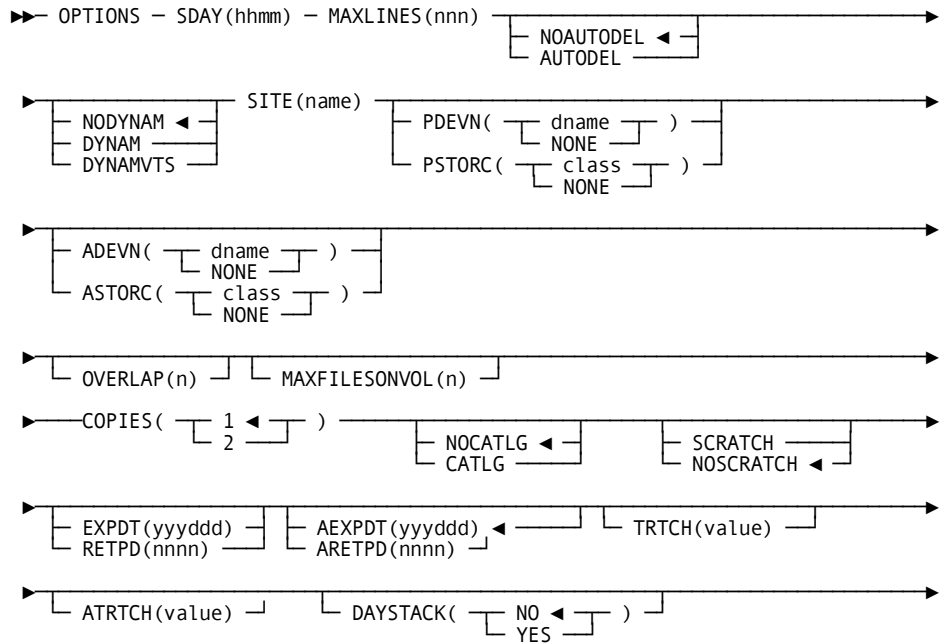 OPTIONS SDAY(hhmm) MAXLINES(nnn)
NOAUTODEL
AUTODEL
SITE(name)
NODYNAM PDEVN( dname )
DYNAM NONE
DYNAMVTS PSTORC( class )
NONE
ADEVN( dname )
NONE
ASTORC( class )
NONE
OVERLAP(n) MAXFILESONVOL(n)
COPIES( 1 )
2 NOCATLG SCRATCH
CATLG NOSCRATCH
EXPDT(yyyddd) AEXPDT(yyyddd) TRTCH(value)
RETPD(nnnn) ARETPD(nnnn)
ATRTCH(value) DAYSTACK( NO )
YES